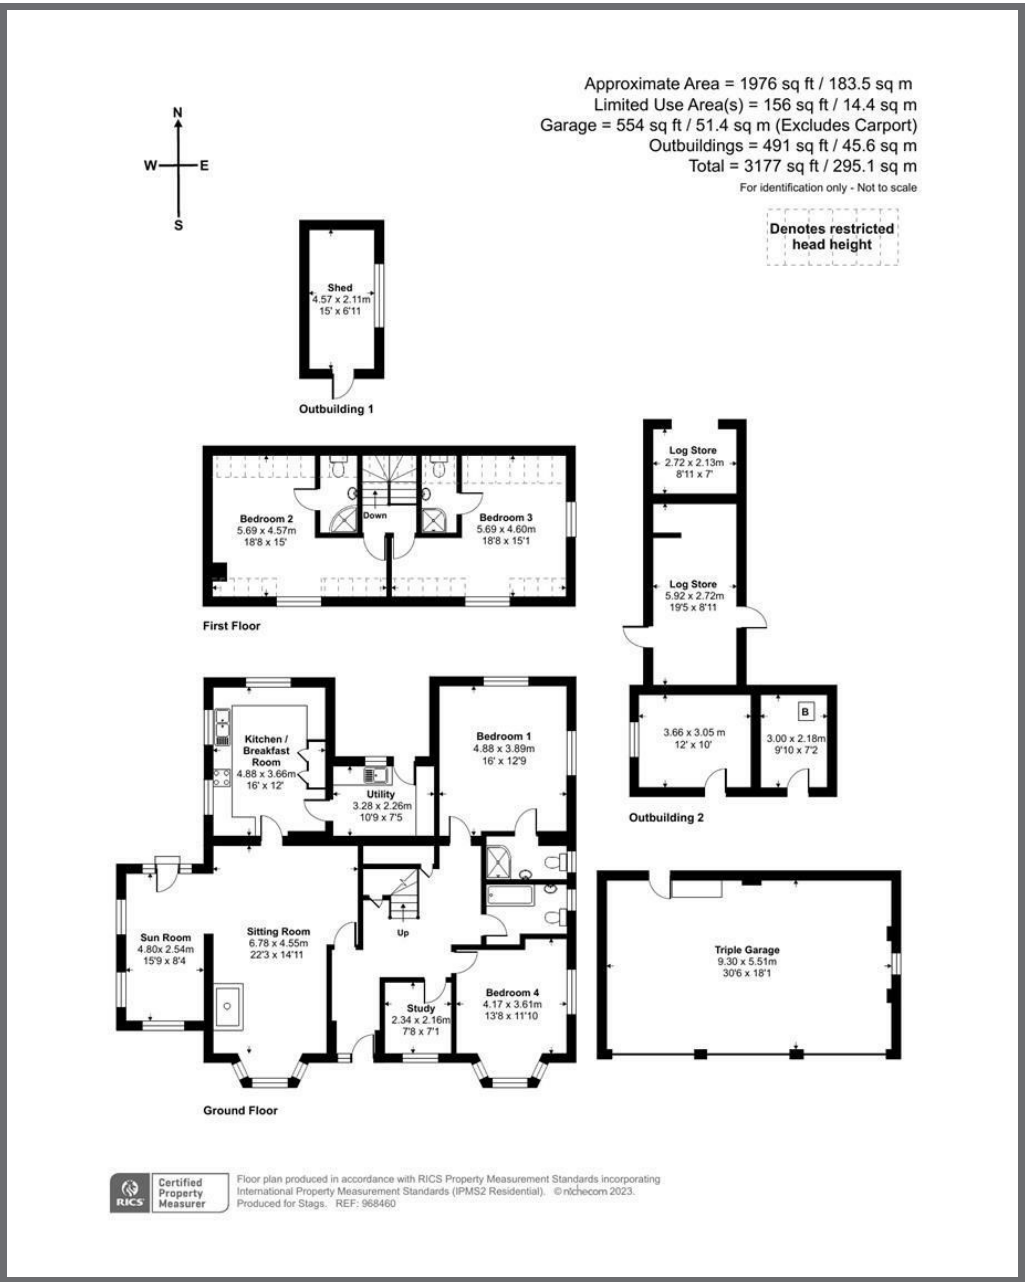 Approximate Area = 1976 sq ft / 183.5 sq m
Limited Use Area(s) = 156 sq ft / 14.4 sq m
Garage = 554 sq ft / 51.4 sq m (Excludes Carport)
Outbuildings = 491 sq ft / 45.6 sq m
Total = 3177 sq ft / 295.1 sq m
For identification only - Not to scale
N
W
E
S
Denotes restricted
head height
Shed
4.57 x 2.11m
15' x 6'11
Outbuilding 1
Bedroom 2
5.69 x 4.57m
18'8 x 15'
Down
Bedroom 3
5.69 x 4.60m
18'8 x 15'1
First Floor
Log Store
2.72 x 2.13m
8'11 x 7'
Log Store
5.92 x 2.72m
19'5 x 8'11
3.66 x 3.05 m
12' x 10'
B
3.00 x 2.18m
9'10 x 7'2
Outbuilding 2
Kitchen /
Breakfast
Room
4.88 x 3.66m
16' x 12'
Utility
3.28 x 2.26m
10'9 x 7'5
Bedroom 1
4.88 x 3.89m
16' x 12'9
Sun Room
4.80x 2.54m
15'9 x 8'4
Sitting Room
6.78 x 4.55m
22'3 x 14'11
Up
Study
2.34 x 2.16m
7'8 x 7'1
Bedroom 4
4.17 x 3.61m
13'8 x 11'10
Ground Floor
Triple Garage
9.30 x 5.51m
30'6 x 18'1
RICS
Certified
Property
Measurer
Floor plan produced in accordance with RICS Property Measurement Standards incorporating
International Property Measurement Standards (IPMS2 Residential). © nichecom 2023.
Produced for Stags. REF: 968460